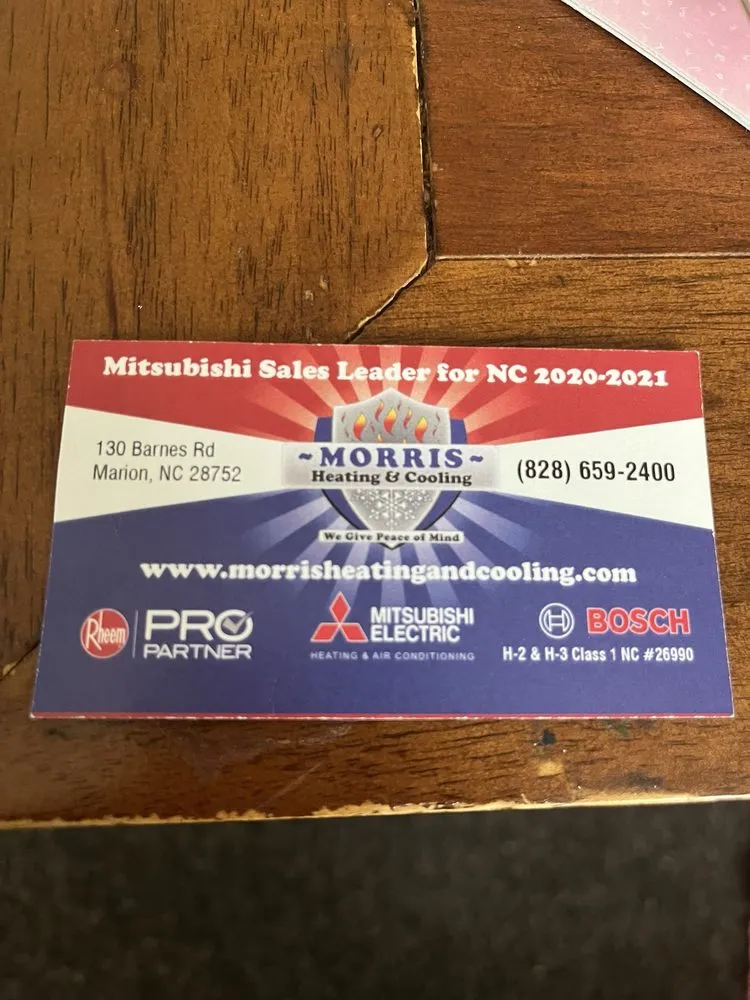 Mitsubishi Sales Leader for NC 2020-2021
130 Barnes Rd
Marion, NC 28752
~MORRIS~
Heating & Cooling
We Give Peace of Mind
(828) 659-2400
www.morrisheatingandcooling.com
Rheem
PRO
PARTNER
MITSUBISHI
ELECTRIC
HEATING & AIR CONDITIONING
BOSCH
H-2 & H-3 Class 1 NC #26990